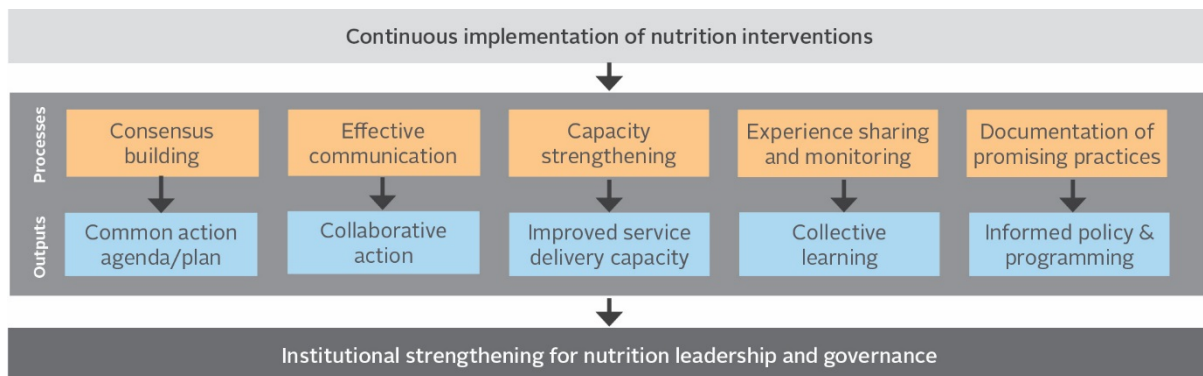 Continuous implementation of nutrition interventions
Processes
Consensus
building
Effective
communication
Capacity
strengthening
Experience sharing
and monitoring
Documentation of
promising practices
Outputs
Common action
agenda/plan
Collaborative
action
Improved service
delivery capacity
Collective
learning
Informed policy &
programming
Institutional strengthening for nutrition leadership and governance